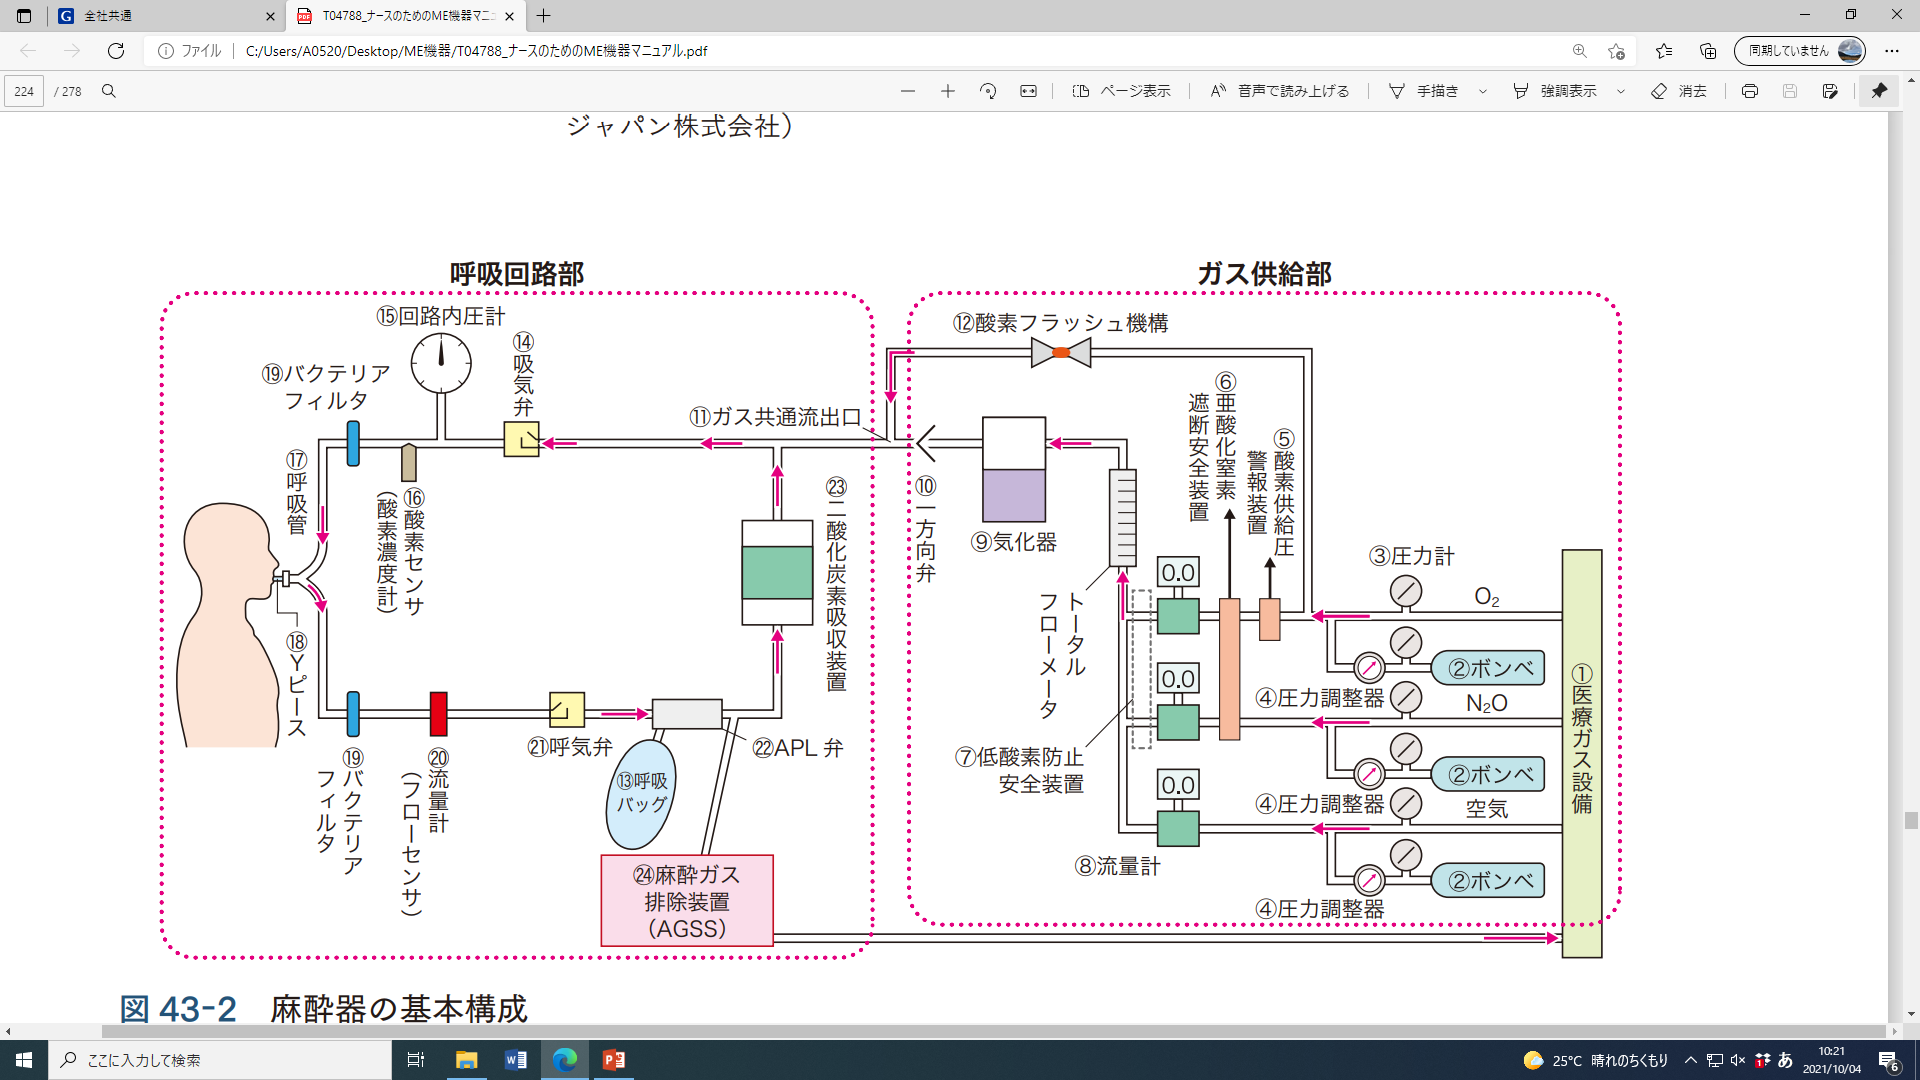 全社共通
T04788_ナースのためのME機器マニュ
ファイル
C:/Users/A0520/Desktop/ME機器/T04788_ナースのためのME機器マニュアル.pdf
同期していません
224 / 278
ページ表示
音声で読み上げる
手描き
強調表示
消去
ジャパン株式会社）
呼吸回路部
ガス供給部
⑮回路内圧計
⑭吸気弁
⑲バクテリア
フィルタ
⑰呼吸管
⑯酸素センサ
（酸素濃度計）
⑱Yピース
⑲バクテリア
フィルタ
⑳流量計
（フローセンサ）
㉑呼気弁
⑬呼吸
バッグ
㉒APL 弁
㉓二酸化炭素吸収装置
㉔麻酔ガス
排除装置
（AGSS）
⑪ガス共通流出口
⑫酸素フラッシュ機構
⑩一方向弁
⑨気化器
トータル
フローメータ
⑥亜酸化窒素
遮断安全装置
⑤酸素供給圧
警報装置
③圧力計
O₂
0.0
②ボンベ
④圧力調整器
N₂O
0.0
②ボンベ
④圧力調整器
空気
0.0
②ボンベ
④圧力調整器
⑦低酸素防止
安全装置
⑧流量計
①医療ガス設備
図 43-2 麻酔器の基本構成
ここに入力して検索
25°C 晴れのちくもり
あ
10:21
2021/10/04
6